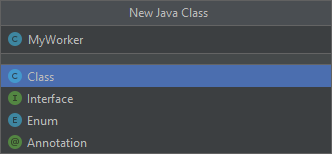 New Java Class
C MyWorker
C Class
I Interface
E Enum
@ Annotation